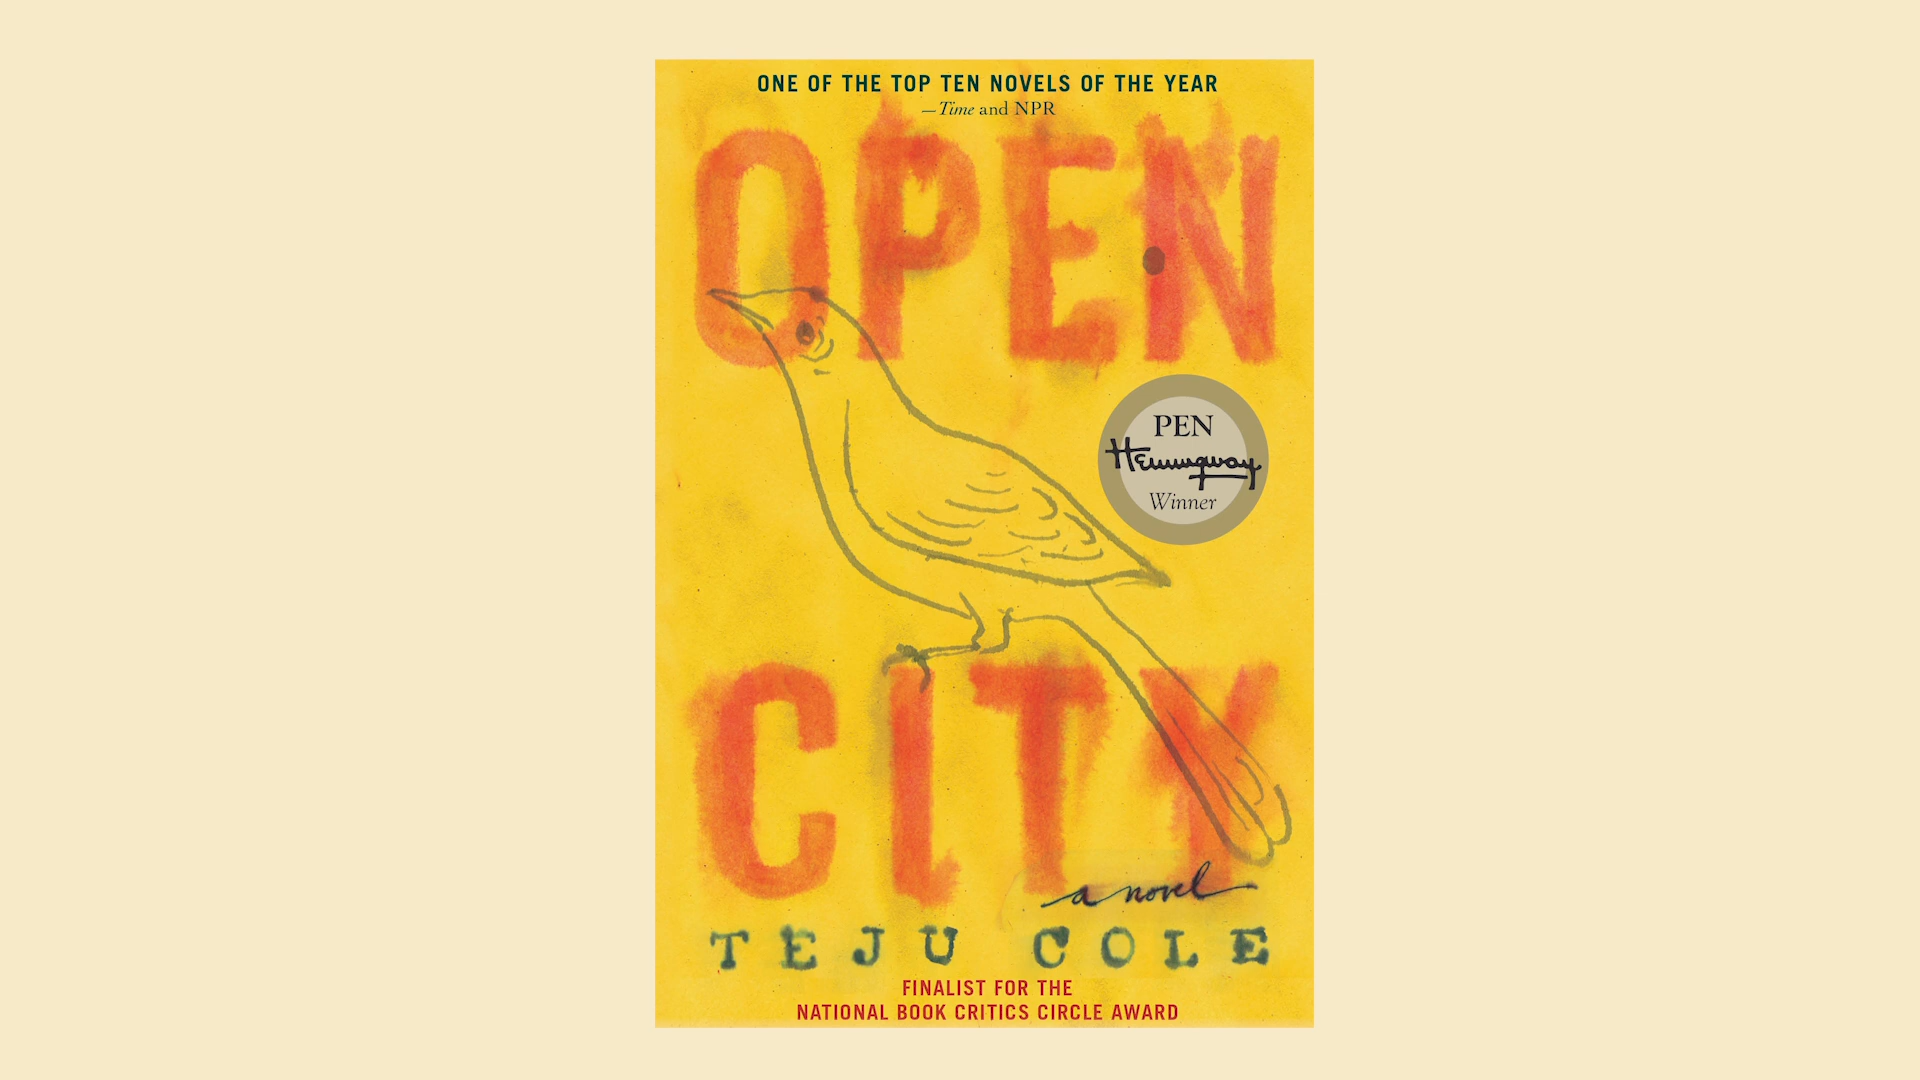 ONE OF THE TOP TEN NOVELS OF THE YEAR
—Time and NPR
OPEN
PEN
Hemingway
Winner
CITY
a novel
TEJU COLE
FINALIST FOR THE
NATIONAL BOOK CRITICS CIRCLE AWARD